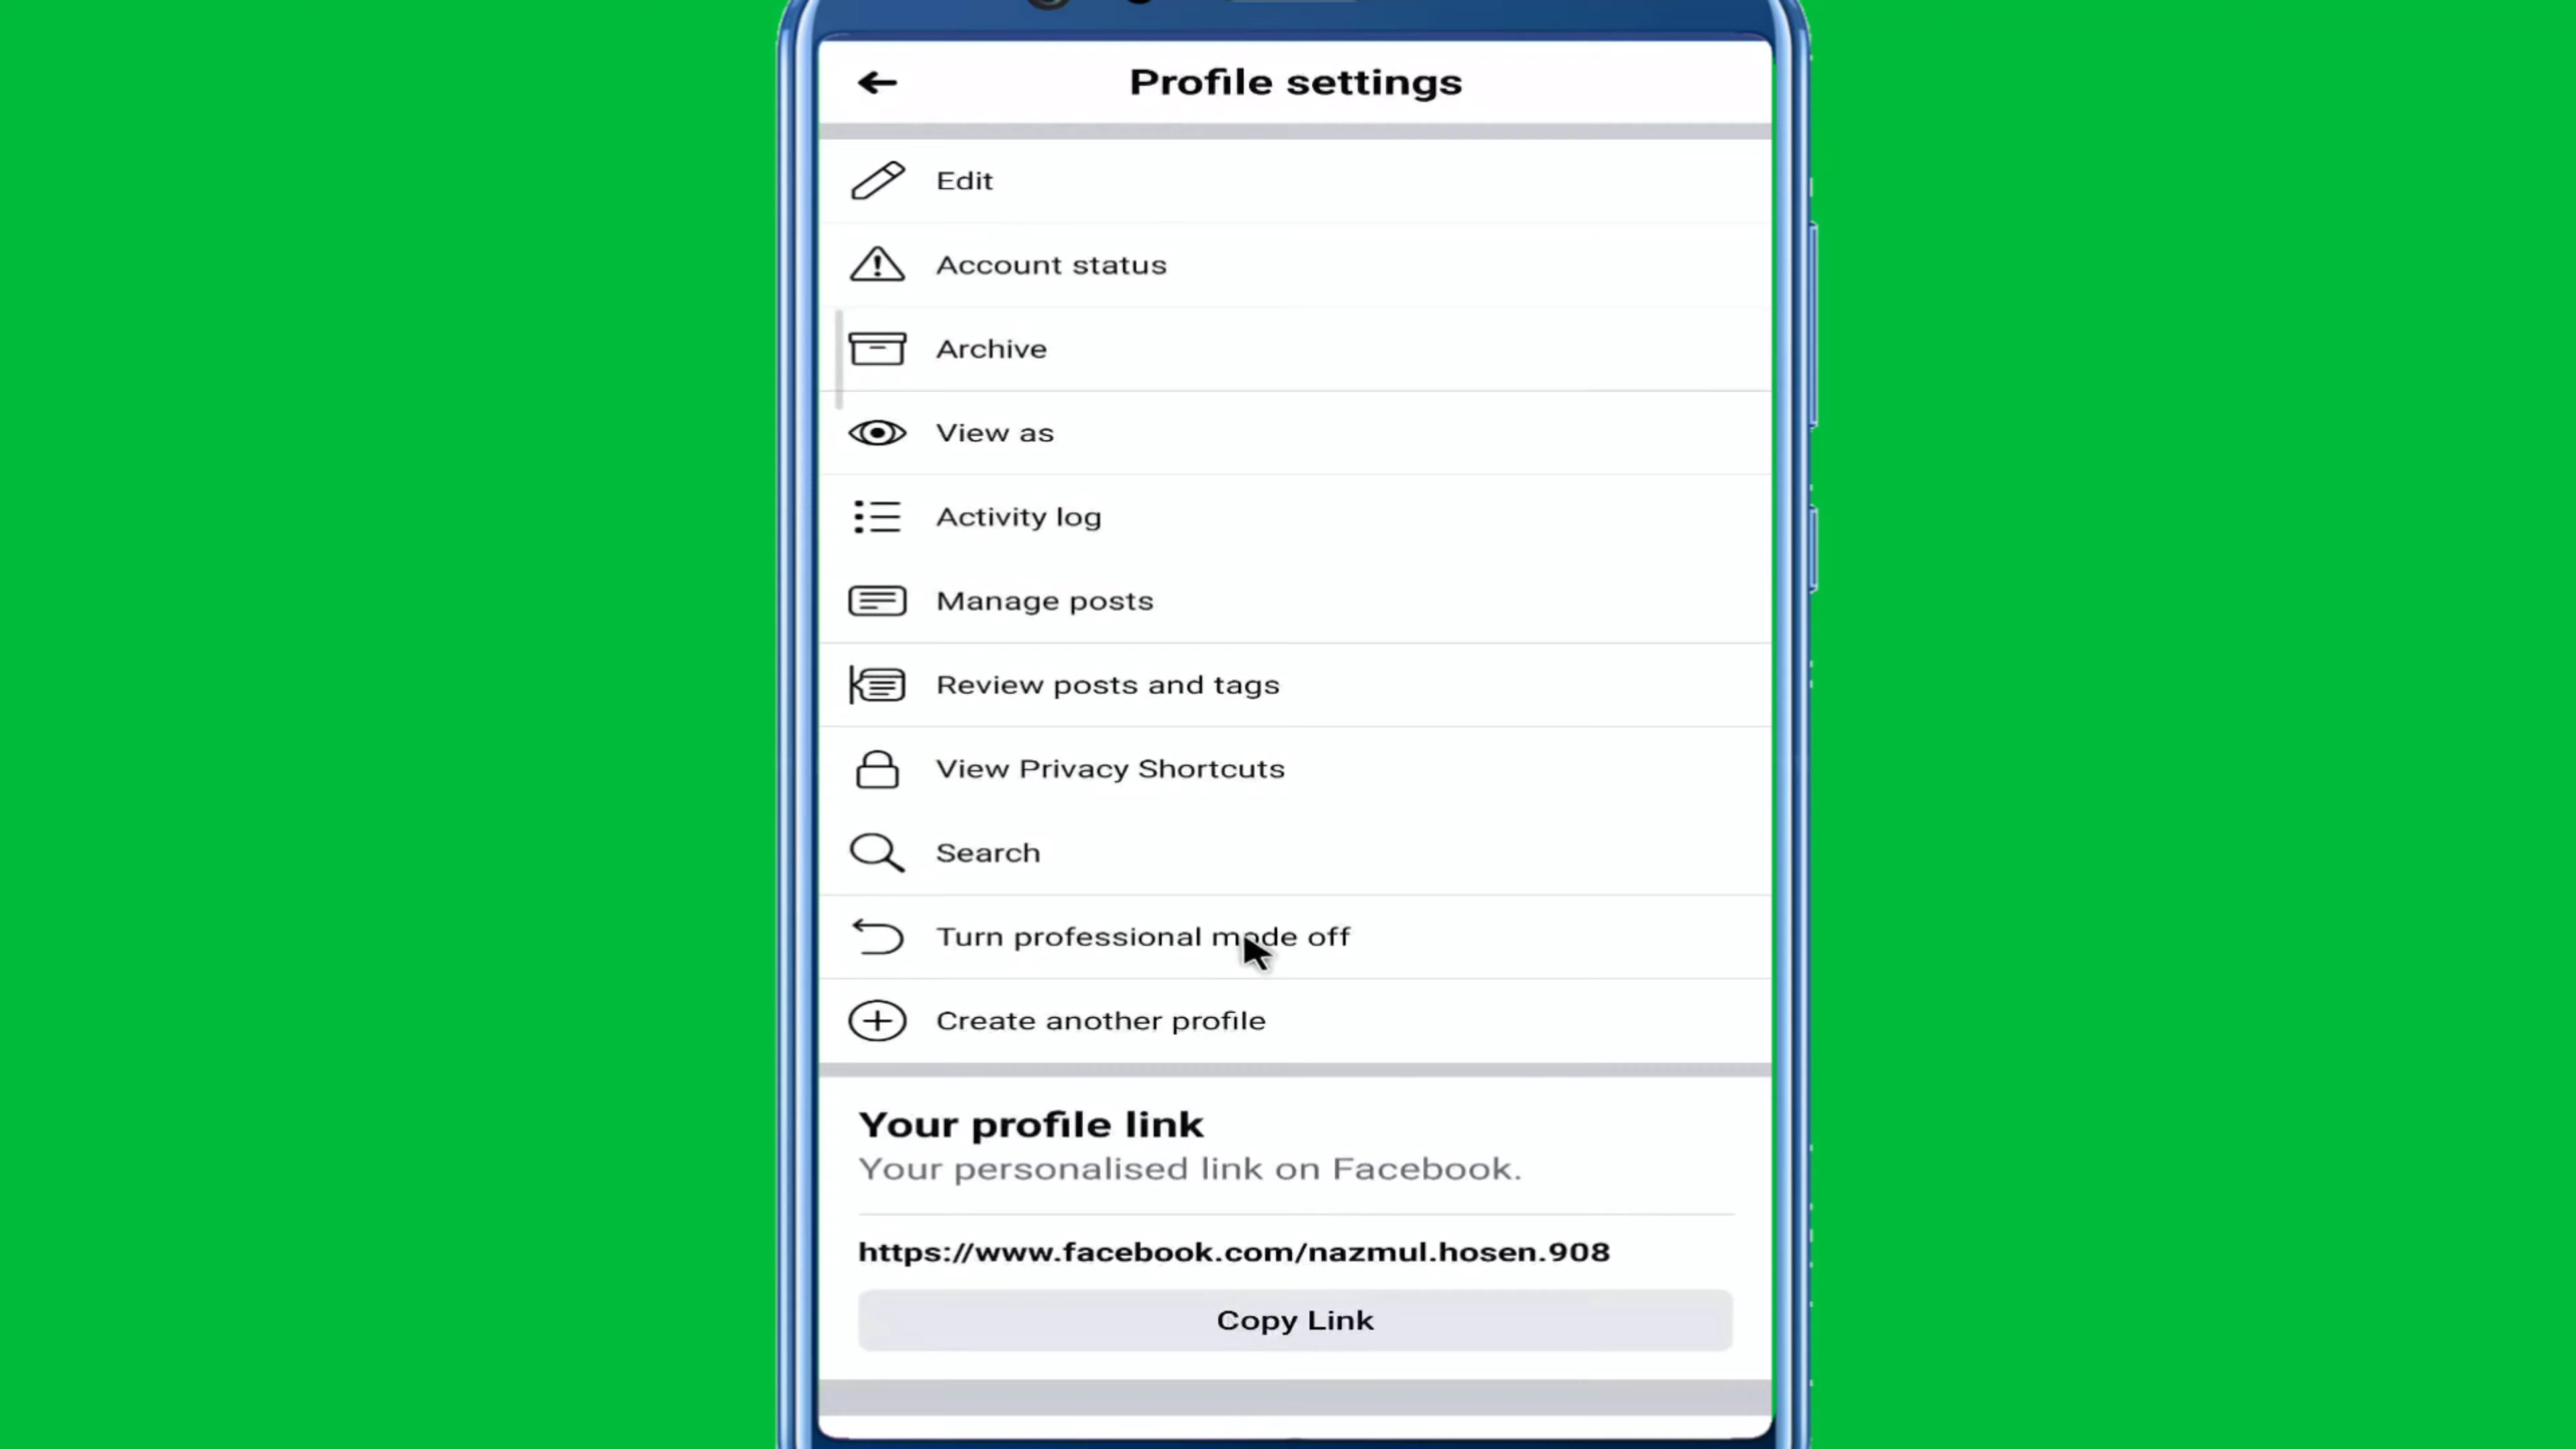 Profile settings
Edit
Account status
Archive
View as
Activity log
Manage posts
Review posts and tags
View Privacy Shortcuts
Search
Turn professional mode off
Create another profile
Your profile link
Your personalised link on Facebook.
https://www.facebook.com/nazmul.hosen.908
Copy Link